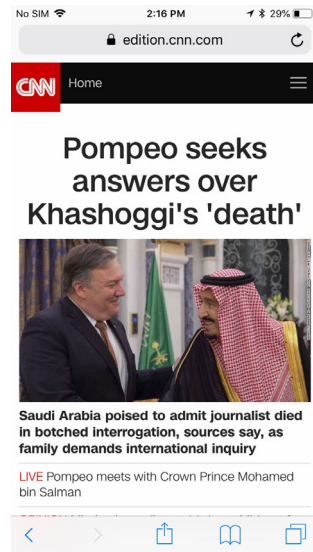 No SIM 2:16 PM 29%
edition.cnn.com
CNN Home
Pompeo seeks
answers over
Khashoggi's 'death'
Saudi Arabia poised to admit journalist died
in botched interrogation, sources say, as
family demands international inquiry
LIVE Pompeo meets with Crown Prince Mohamed
bin Salman